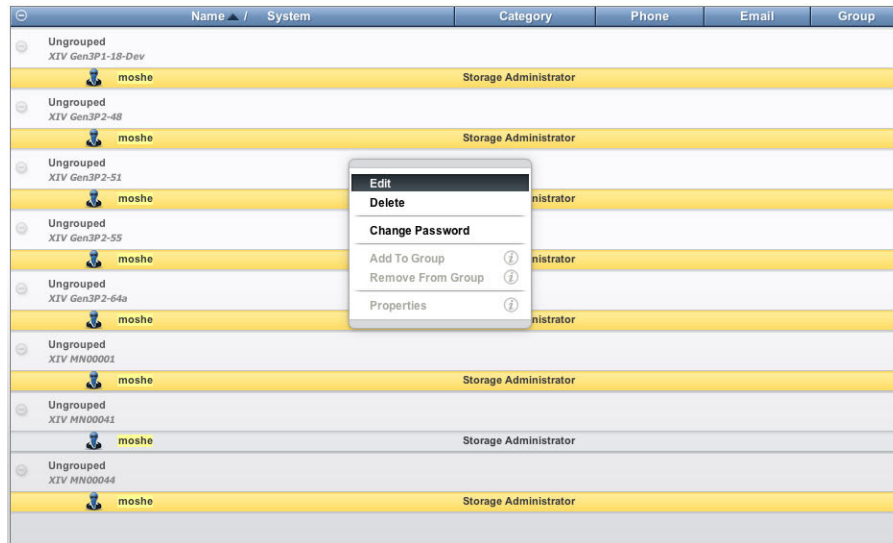 Name / System Category Phone Email Group
Ungrouped
XIV Gen3P1-18-Dev
moshe Storage Administrator
Ungrouped
XIV Gen3P2-48
moshe Storage Administrator
Ungrouped
XIV Gen3P2-51
moshe nistrator
Ungrouped
XIV Gen3P2-55
moshe nistrator
Ungrouped
XIV Gen3P2-64a
moshe nistrator
Ungrouped
XIV MN00001
moshe Storage Administrator
Ungrouped
XIV MN00041
moshe Storage Administrator
Ungrouped
XIV MN00044
moshe Storage Administrator
Edit
Delete
Change Password
Add To Group i
Remove From Group i
Properties i